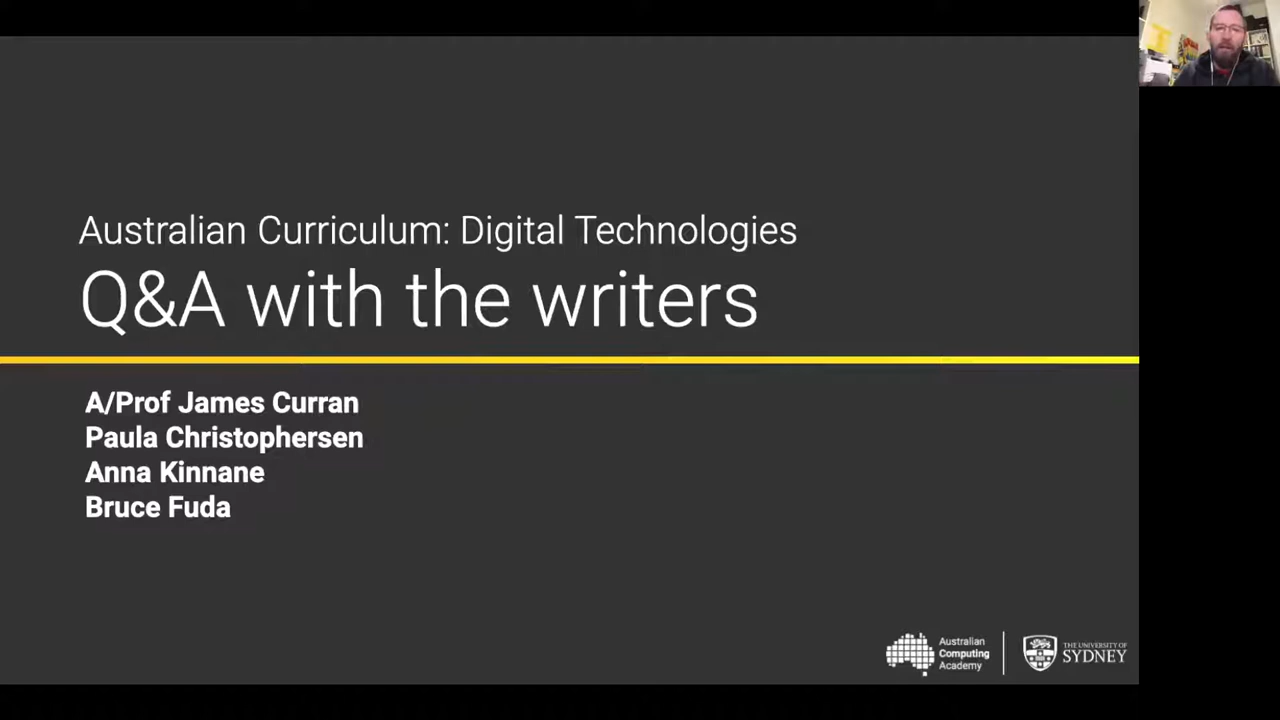 Australian Curriculum: Digital Technologies
Q&A with the writers
A/Prof James Curran
Paula Christophersen
Anna Kinnane
Bruce Fuda
Australian
Computing
Academy
THE UNIVERSITY OF
SYDNEY